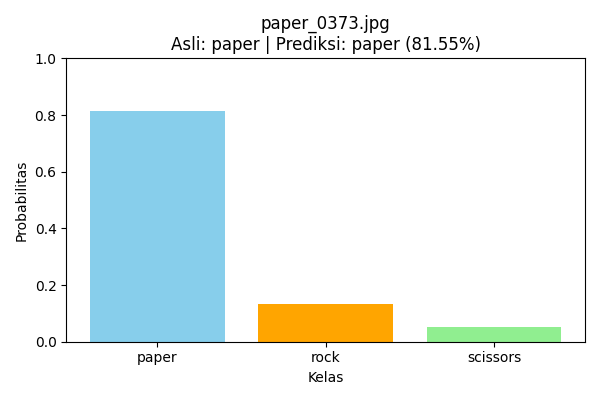 paper_0373.jpg
Asli: paper | Prediksi: paper (81.55%)
1.0
0.8
0.6
0.4
0.2
0.0
Probabilitas
paper rock scissors
Kelas